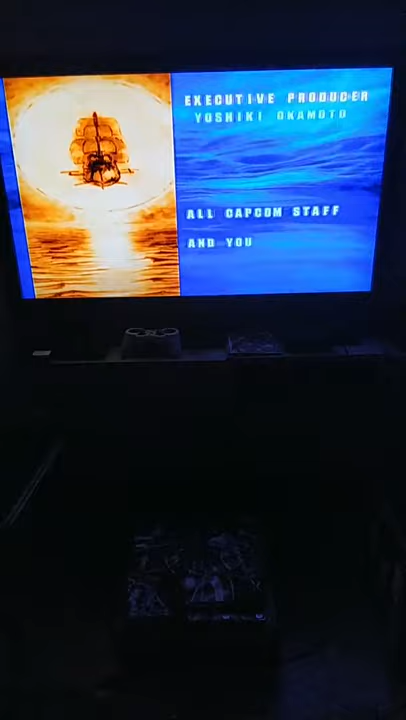 EXECUTIVE PRODUCER
YOSHIKI OKAMOTO
ALL CAPCOM STAFF
AND YOU